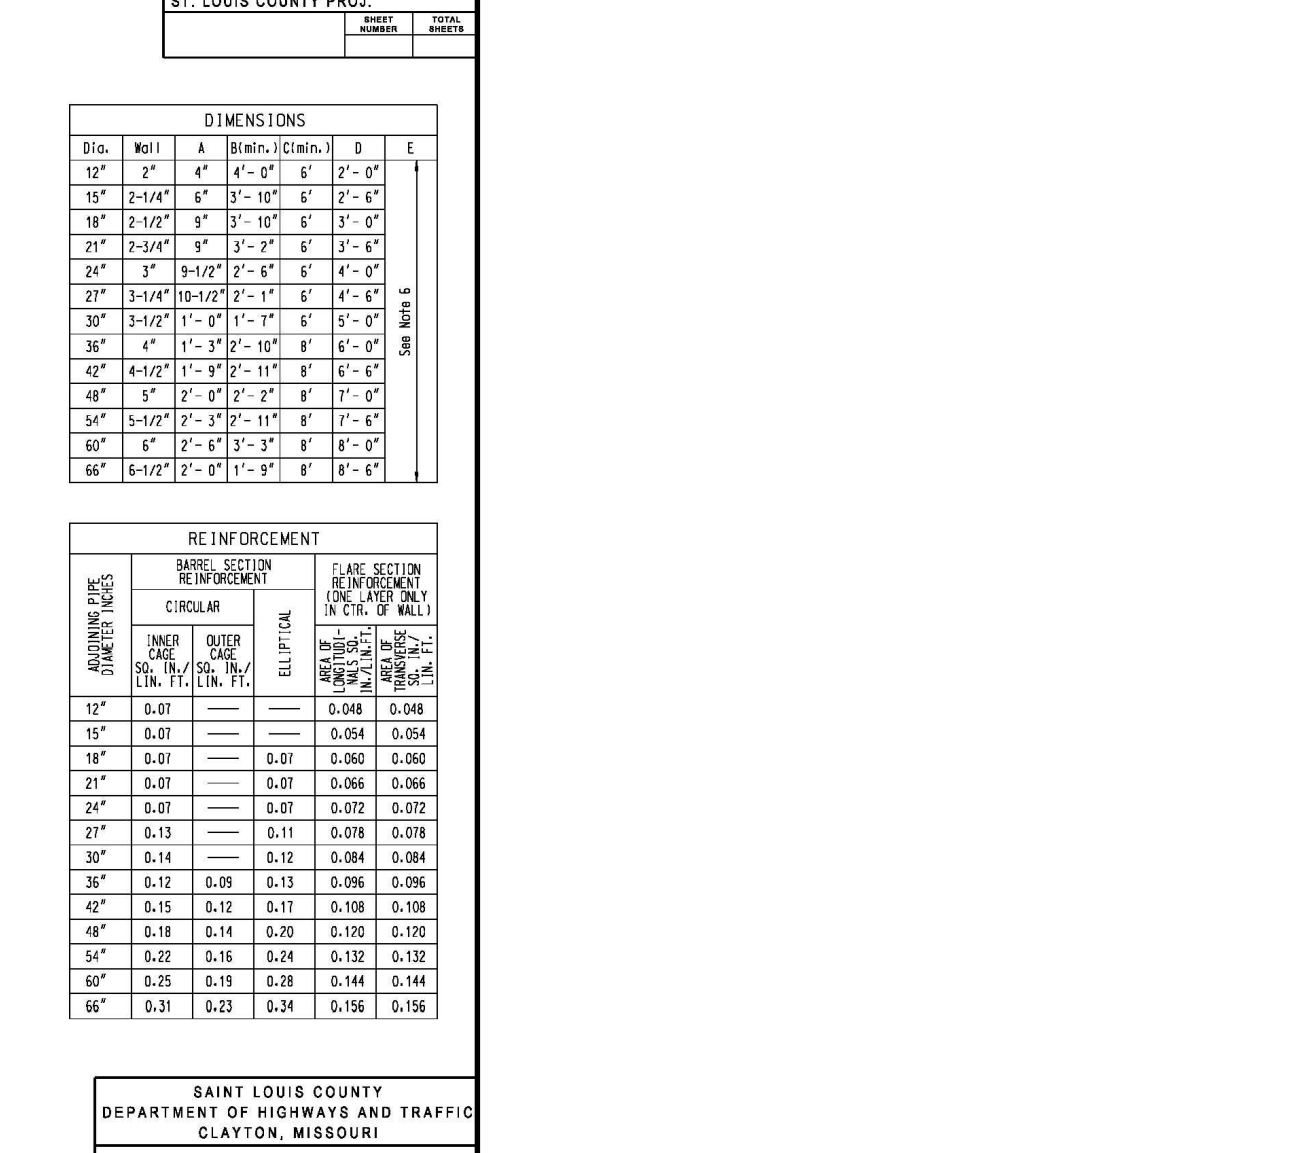 ST. LOUIS COUNTY PROJ.
SHEET NUMBER TOTAL SHEETS
DIMENSIONS
Dia. Wall A B(min.) C(min.) D E
12" 2" 4" 4'- 0" 6' 2'- 0"
15" 2-1/4" 6" 3'- 10" 6' 2'- 6"
18" 2-1/2" 9" 3'- 10" 6' 3'- 0"
21" 2-3/4" 9" 3'- 2" 6' 3'- 6"
24" 3" 9-1/2" 2'- 6" 6' 4'- 0"
27" 3-1/4" 10-1/2" 2'- 1" 6' 4'- 6"
30" 3-1/2" 1'- 0" 1'- 7" 6' 5'- 0"
36" 4" 1'- 3" 2'- 10" 8' 6'- 0"
42" 4-1/2" 1'- 9" 2'- 11" 8' 6'- 6"
48" 5" 2'- 0" 2'- 2" 8' 7'- 0"
54" 5-1/2" 2'- 3" 2'- 11" 8' 7'- 6"
60" 6" 2'- 6" 3'- 3" 8' 8'- 0"
66" 6-1/2" 2'- 0" 1'- 9" 8' 8'- 6"
See Note 6
REINFORCEMENT
ADJOINING PIPE
DIAMETER INCHES
BARREL SECTION
REINFORCEMENT
CIRCULAR
INNER
CAGE
SQ. IN./
LIN. FT.
OUTER
CAGE
SQ. IN./
LIN. FT.
ELLIPTICAL
FLARE SECTION
REINFORCEMENT
(ONE LAYER ONLY
IN CTR. OF WALL)
AREA OF
LONGITUDI-
NALS SQ.
IN./LIN.FT.
AREA OF
TRANSVERSE
SQ. IN./
LIN. FT.
12" 0.07 —— —— 0.048 0.048
15" 0.07 —— —— 0.054 0.054
18" 0.07 —— 0.07 0.060 0.060
21" 0.07 —— 0.07 0.066 0.066
24" 0.07 —— 0.07 0.072 0.072
27" 0.13 —— 0.11 0.078 0.078
30" 0.14 —— 0.12 0.084 0.084
36" 0.12 0.09 0.13 0.096 0.096
42" 0.15 0.12 0.17 0.108 0.108
48" 0.18 0.14 0.20 0.120 0.120
54" 0.22 0.16 0.24 0.132 0.132
60" 0.25 0.19 0.28 0.144 0.144
66" 0.31 0.23 0.34 0.156 0.156
SAINT LOUIS COUNTY
DEPARTMENT OF HIGHWAYS AND TRAFFIC
CLAYTON, MISSOURI